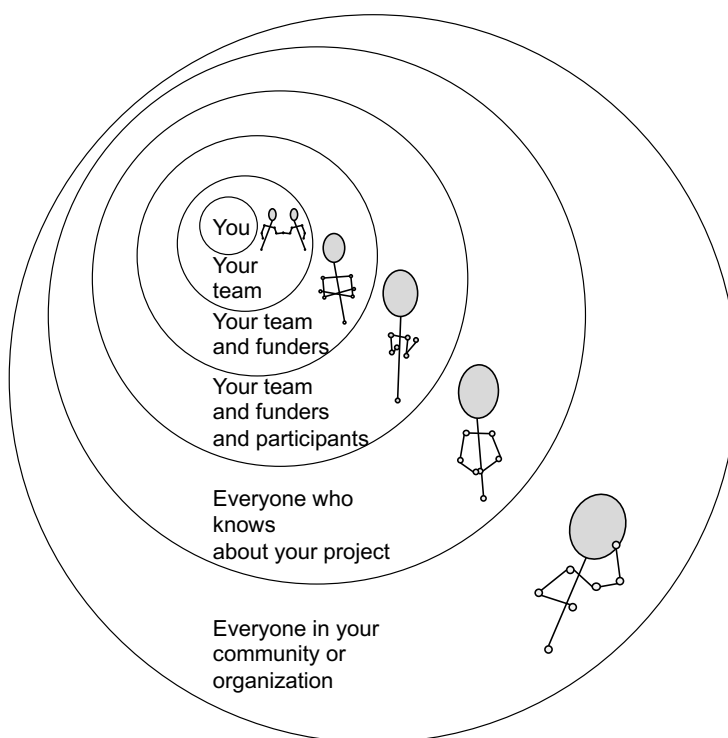 You
Your
team
Your team
and funders
Your team
and funders
and participants
Everyone who
knows
about your project
Everyone in your
community or
organization